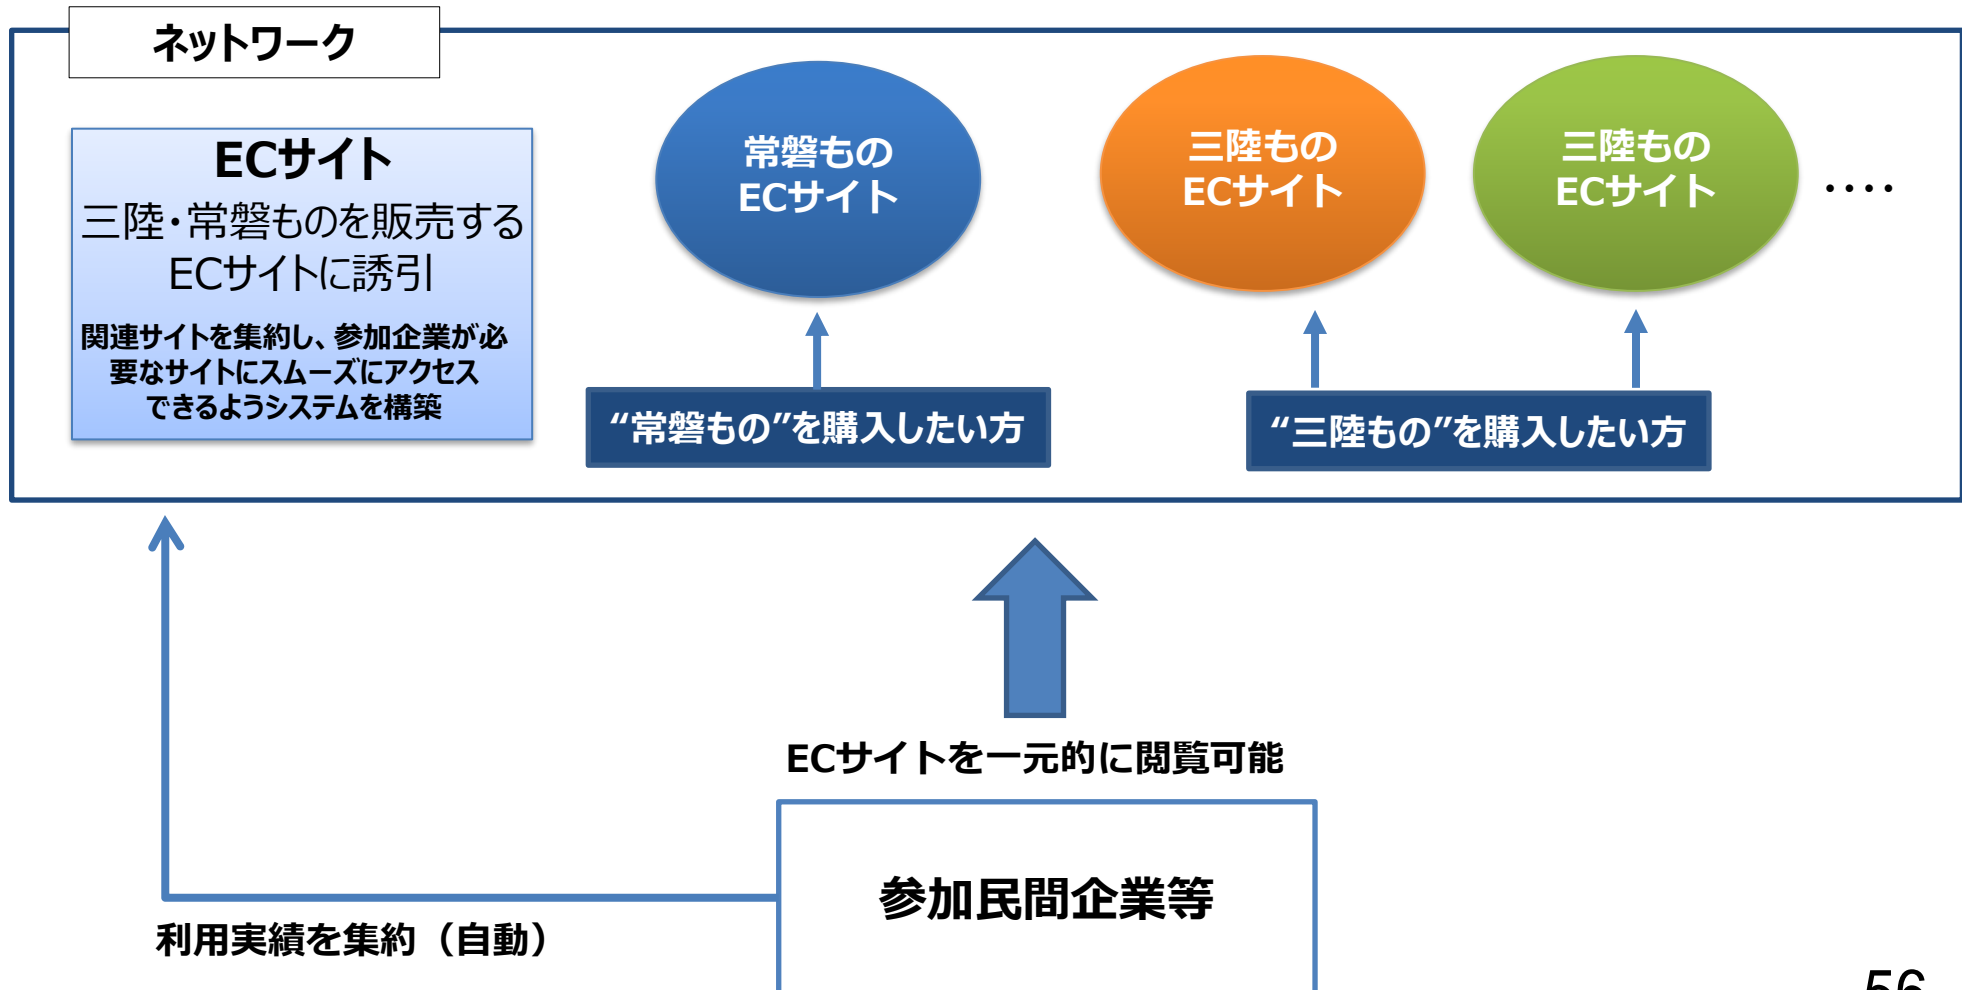 ネットワーク
ECサイト
三陸・常磐ものを販売する
ECサイトに誘引
関連サイトを集約し、参加企業が必
要なサイトにスムーズにアクセス
できるようシステムを構築
常磐もの
ECサイト
三陸もの
ECサイト
三陸もの
ECサイト
‥‥
“常磐もの”を購入したい方
“三陸もの”を購入したい方
ECサイトを一元的に閲覧可能
参加民間企業等
利用実績を集約（自動）
56